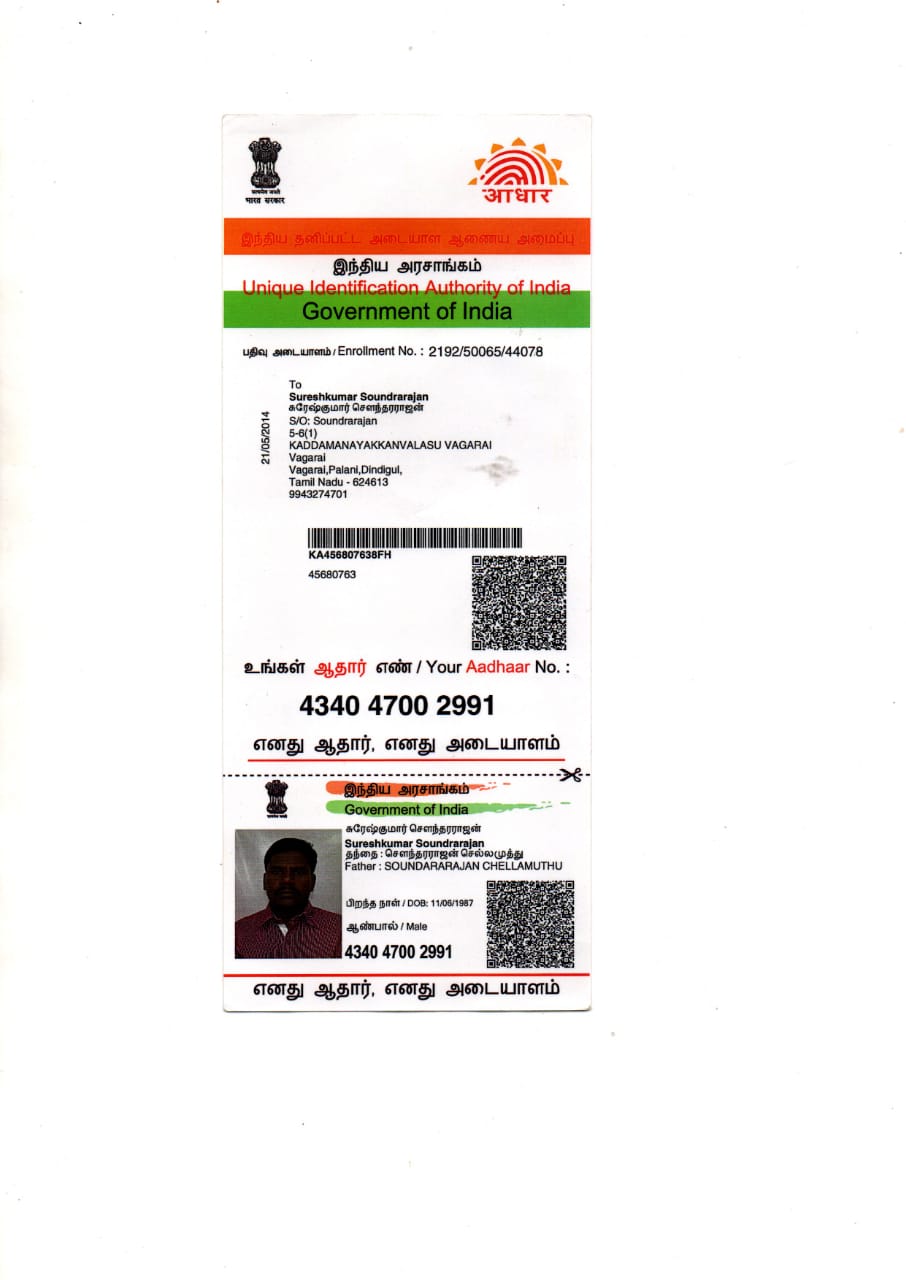 सत्यमेव जयते
भारत सरकार
आधार
இந்திய தனிப்பட்ட அடையாள ஆணைய அமைப்பு
இந்திய அரசாங்கம்
Unique Identification Authority of India
Government of India
பதிவு அடையாளம் / Enrollment No. : 2192/50065/44078
21/05/2014
To
Sureshkumar Soundrarajan
சுரேஷ்குமார் சௌந்தரராஜன்
S/O: Soundrarajan
5-6(1)
KADDAMANAYAKKANVALASU VAGARAI
Vagarai
Vagarai,Palani,Dindigul,
Tamil Nadu - 624613
9943274701
KA456807638FH
45680763
உங்கள் ஆதார் எண் / Your Aadhaar No. :
4340 4700 2991
எனது ஆதார், எனது அடையாளம்
இந்திய அரசாங்கம்
Government of India
சுரேஷ்குமார் சௌந்தரராஜன்
Sureshkumar Soundrarajan
தந்தை : சௌந்தரராஜன் செல்லமுத்து
Father : SOUNDARARAJAN CHELLAMUTHU
பிறந்த நாள் / DOB: 11/06/1987
ஆண்பால் / Male
4340 4700 2991
எனது ஆதார், எனது அடையாளம்